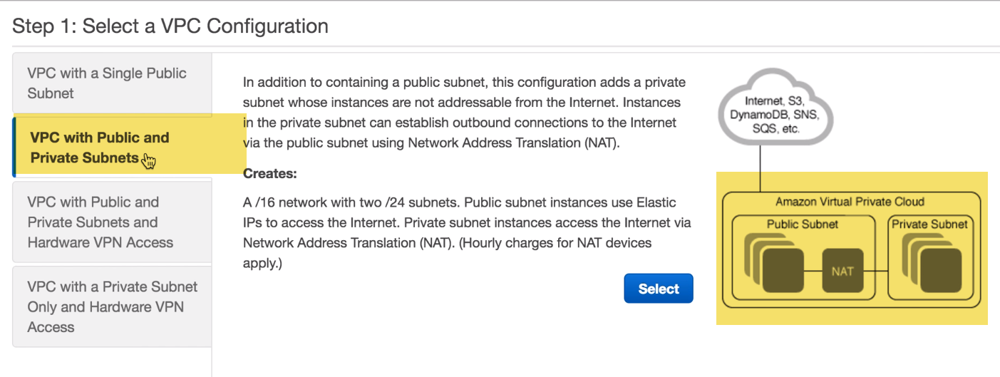 Step 1: Select a VPC Configuration
VPC with a Single Public
Subnet
VPC with Public and
Private Subnets
VPC with Public and
Private Subnets and
Hardware VPN Access
VPC with a Private Subnet
Only and Hardware VPN
Access
In addition to containing a public subnet, this configuration adds a private
subnet whose instances are not addressable from the Internet. Instances
in the private subnet can establish outbound connections to the Internet
via the public subnet using Network Address Translation (NAT).
Creates:
A /16 network with two /24 subnets. Public subnet instances use Elastic
IPs to access the Internet. Private subnet instances access the Internet via
Network Address Translation (NAT). (Hourly charges for NAT devices
apply.)
Select
Internet, S3,
DynamoDB, SNS,
SQS, etc.
Amazon Virtual Private Cloud
Public Subnet
Private Subnet
NAT